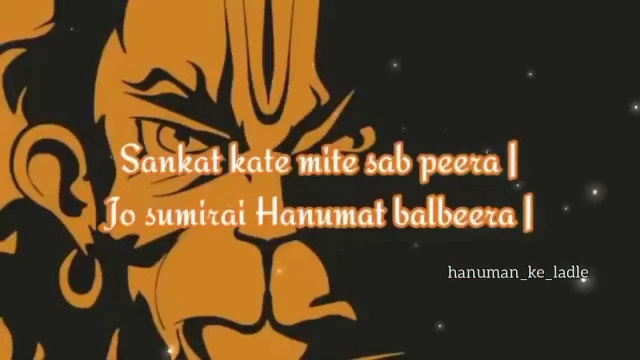 Sankat kate mite sab peera |
Jo sumirai Hanumat balbeera |
hanuman_ke_ladle